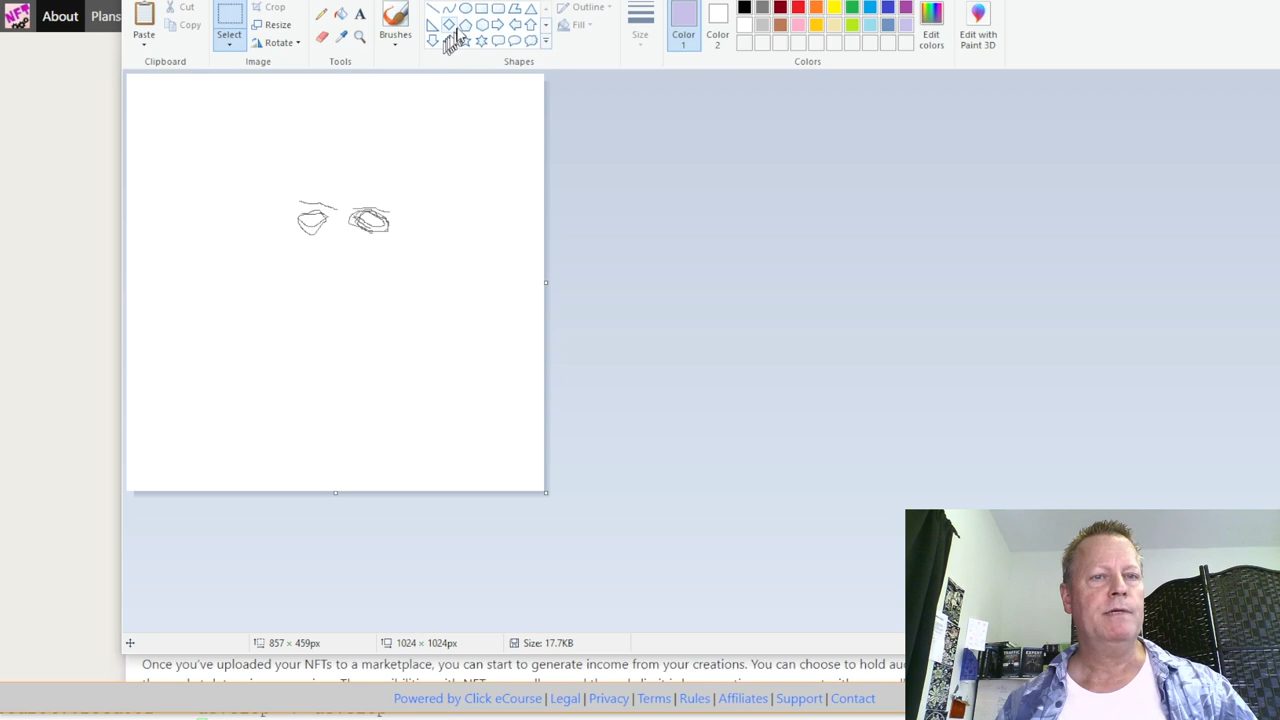 NFT
About
Plans
Paste
Cut
Copy
Clipboard
Select
Crop
Resize
Rotate
Image
A
Tools
Brushes
Outline
Fill
Shapes
Size
Color 1
Color 2
Edit colors
Colors
Edit with Paint 3D
857 × 459px
1024 × 1024px
Size: 17.7KB
Once you've uploaded your NFTs to a marketplace, you can start to generate income from your creations. You can choose to hold
Powered by Click eCourse | Legal | Privacy | Terms | Rules | Affiliates | Support | Contact
TRAFFIC
EXPERT